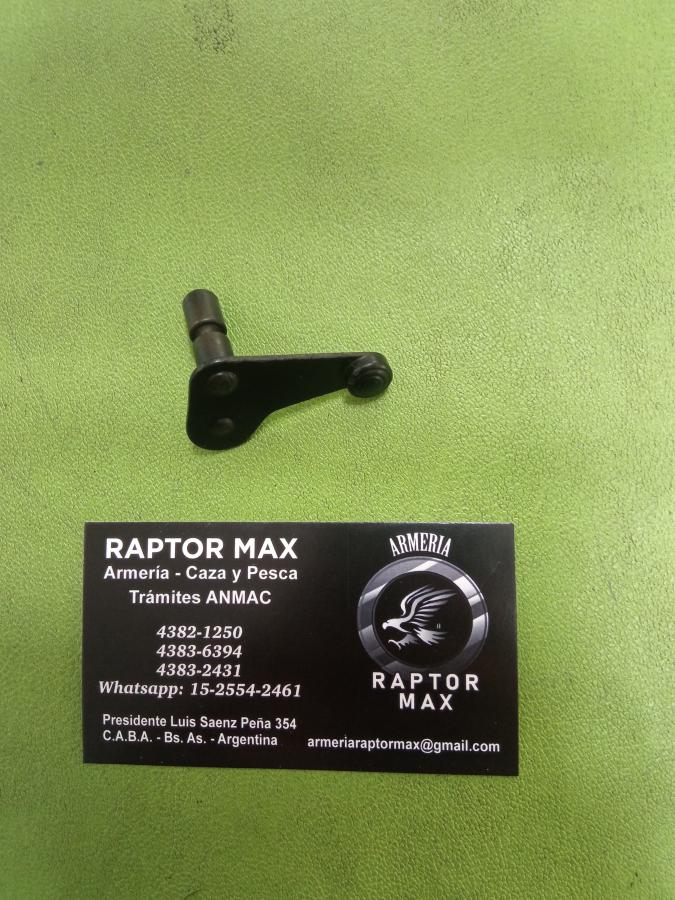 RAPTOR MAX
Armería - Caza y Pesca
Trámites ANMAC
4382-1250
4383-6394
4383-2431
Whatsapp: 15-2554-2461
Presidente Luis Saenz Peña 354
C.A.B.A. - Bs. As. - Argentina
ARMERIA
RAPTOR
MAX
armeriaraptormax@gmail.com